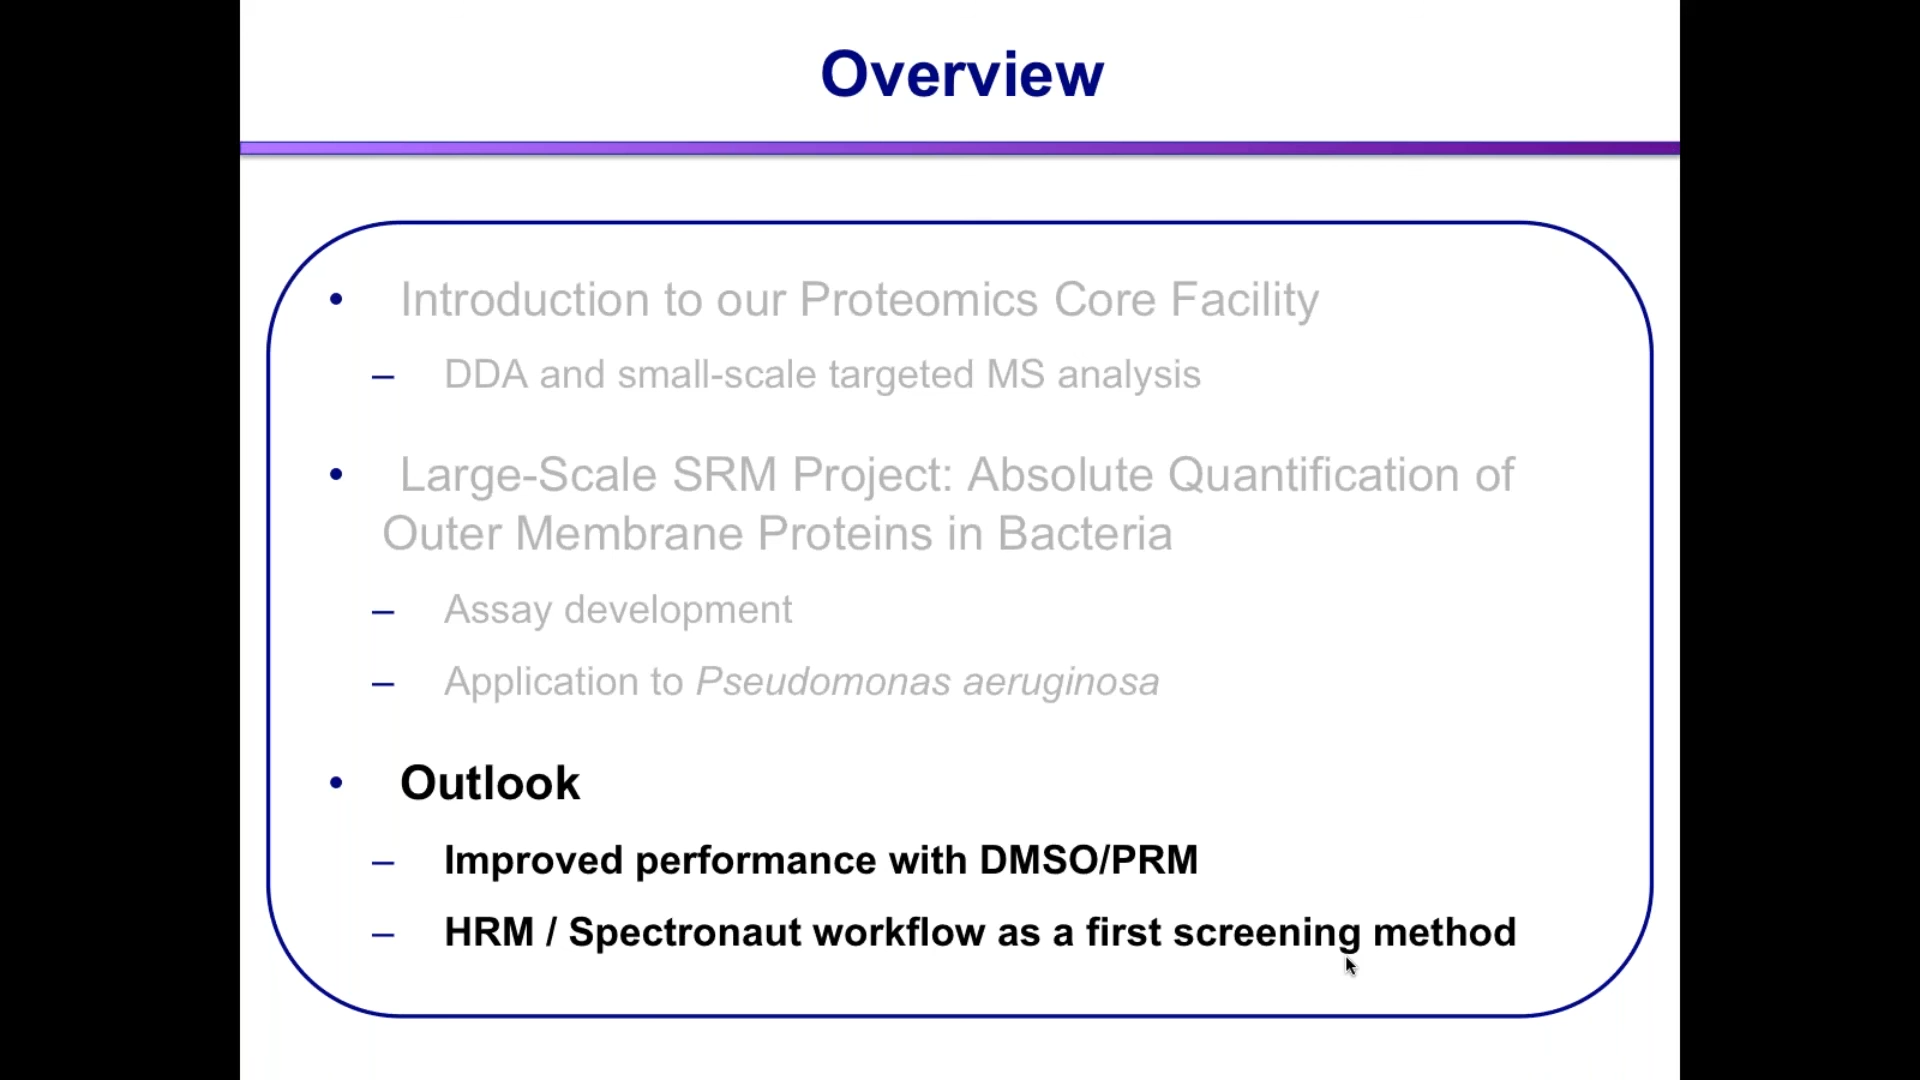 Overview
• Introduction to our Proteomics Core Facility
– DDA and small-scale targeted MS analysis
• Large-Scale SRM Project: Absolute Quantification of
Outer Membrane Proteins in Bacteria
– Assay development
– Application to Pseudomonas aeruginosa
• Outlook
– Improved performance with DMSO/PRM
– HRM / Spectronaut workflow as a first screening method